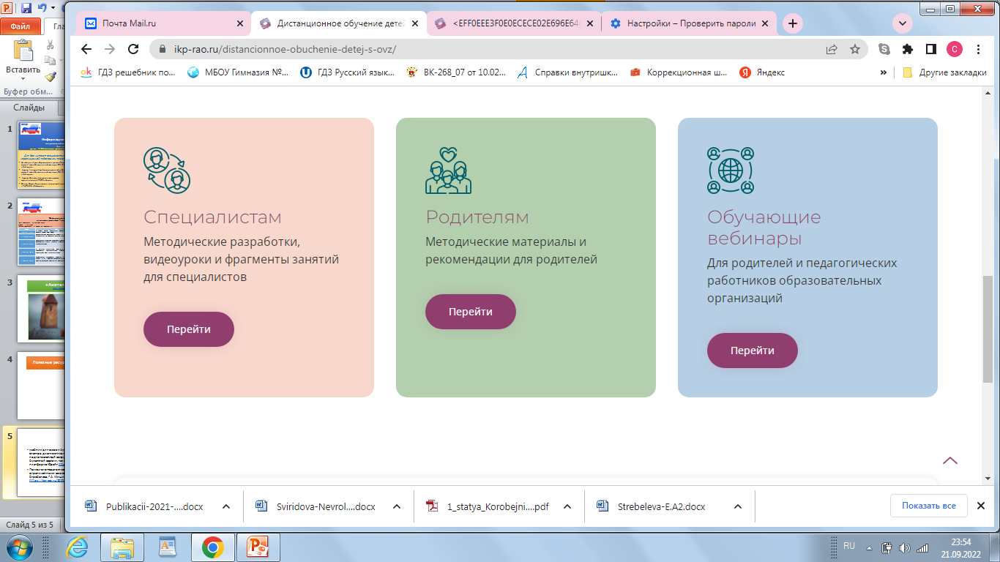 Файл
Гла
Вставить
Буфер обм...
Слайды
1
2
3
4
5
Слайд 5 из 5
Почта Mail.ru
Дистанционное обучение детей
<EFF0EEE3F0E0ECECE02E696E64
Настройки – Проверить пароли
ikp-rao.ru/distancionnoe-obuchenie-detej-s-ovz/
С
ГДЗ решебник по...
МБОУ Гимназия №...
ГДЗ Русский язык...
ВК-268_07 от 10.02...
Справки внутришк...
Коррекционная ш...
Яндекс
»
Другие закладки
Специалистам
Методические разработки,
видеоуроки и фрагменты занятий
для специалистов
Перейти
Родителям
Методические материалы и
рекомендации для родителей
Перейти
Обучающие
вебинары
Для родителей и педагогических
работников образовательных
организаций
Перейти
Publikacii-2021-....docx
Sviridova-Nevrol....docx
1_statya_Korobejni....pdf
Strebeleva-E.A2.docx
Показать все
RU
23:54
21.09.2022